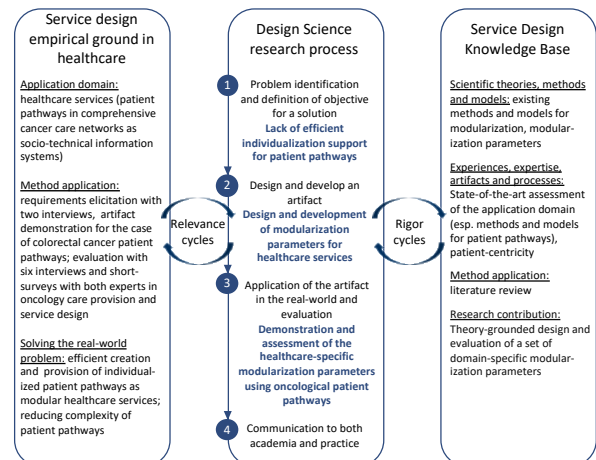 Service design
empirical ground in
healthcare
Application domain:
healthcare services (patient
pathways in comprehensive
cancer care networks as
socio-technical information
systems)
Method application:
requirements elicitation with
two interviews, artifact
demonstration for the case
of colorectal cancer patient
pathways; evaluation with
six interviews and short-
surveys with both experts in
oncology care provision and
service design
Solving the real-world
problem: efficient creation
and provision of individual-
ized patient pathways as
modular healthcare services;
reducing complexity of
patient pathways
Relevance
cycles
Design Science
research process
1
Problem identification
and definition of objective
for a solution
Lack of efficient
individualization support
for patient pathways
2
Design and develop an
artifact
Design and development
of modularization
parameters for
healthcare services
3
Application of the artifact
in the real-world and
evaluation
Demonstration and
assessment of the
healthcare-specific
modularization parameters
using oncological patient
pathways
4
Communication to both
academia and practice
Rigor
cycles
Service Design
Knowledge Base
Scientific theories, methods
and models: existing
methods and models for
modularization, modular-
ization parameters
Experiences, expertise,
artifacts and processes:
State-of-the-art assessment
of the application domain
(esp. methods and models
for patient pathways),
patient-centricity
Method application:
literature review
Research contribution:
Theory-grounded design and
evaluation of a set of
domain-specific modular-
ization parameters